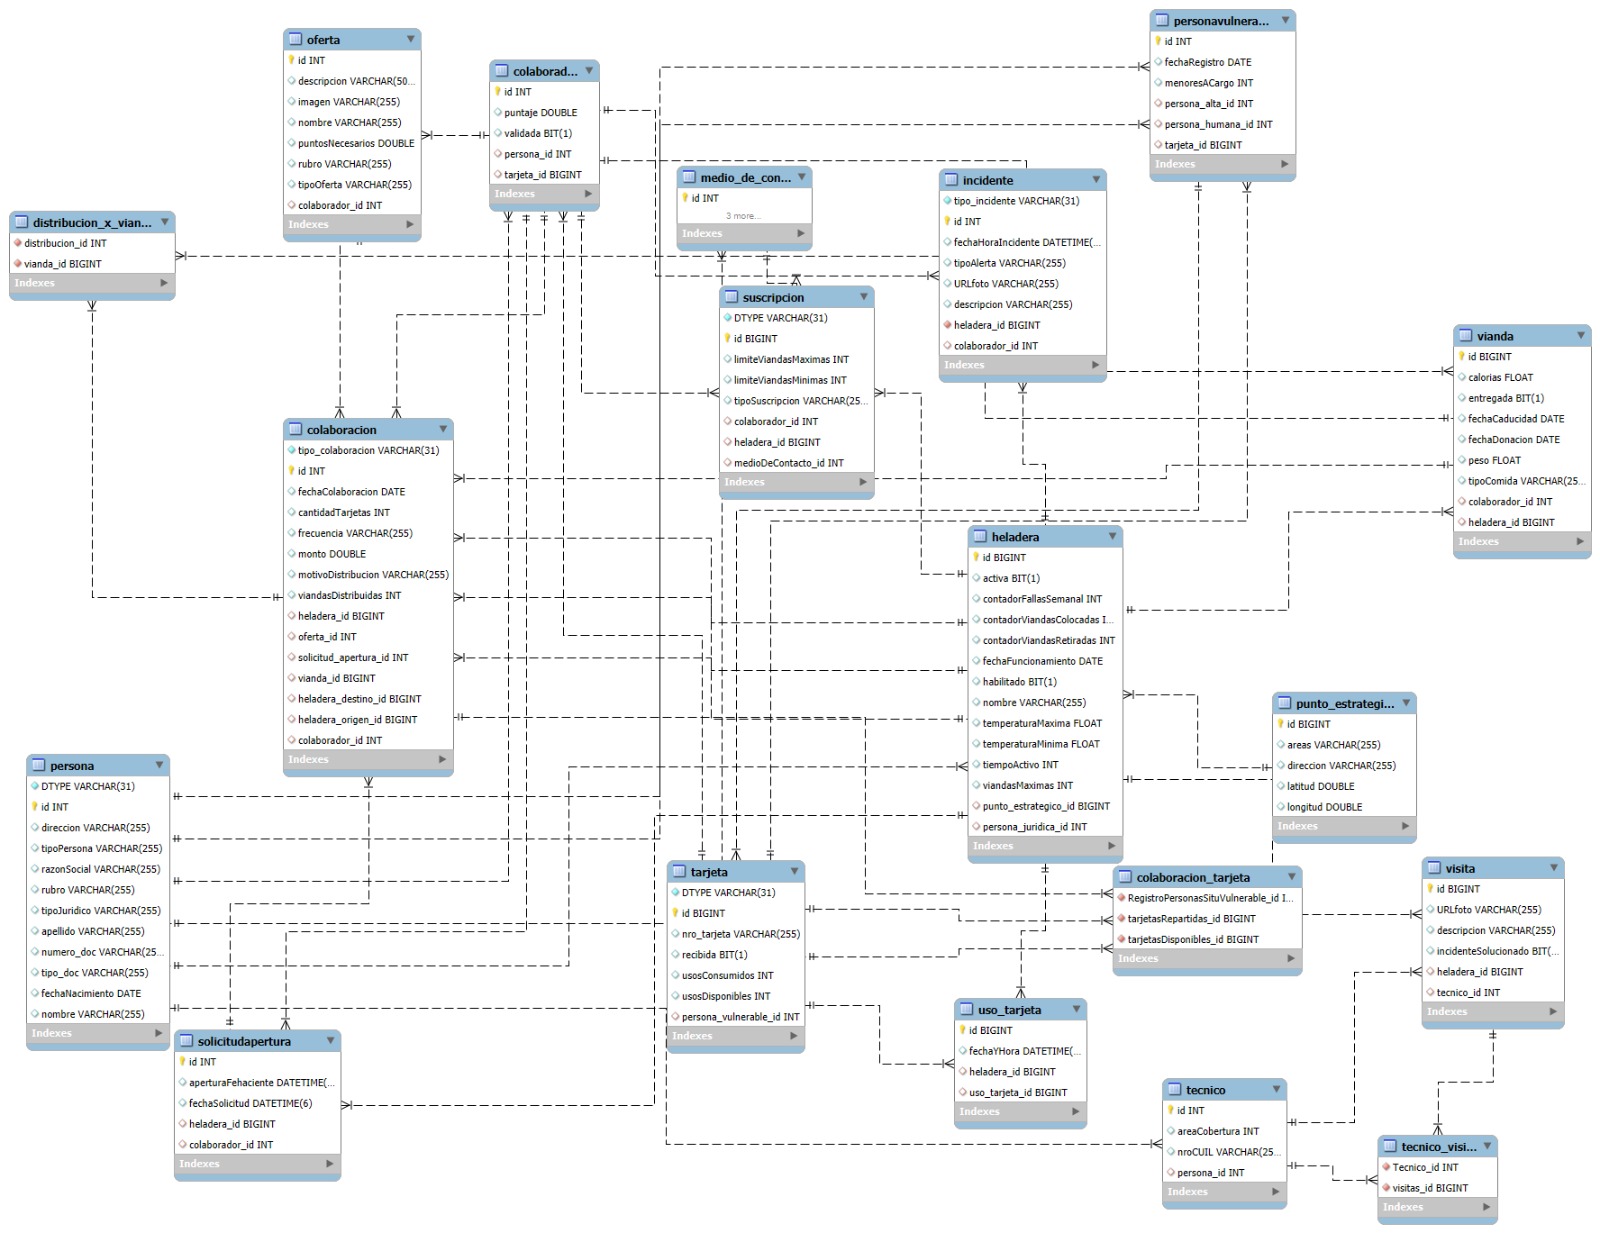 oferta
id INT
descripcion VARCHAR(50...
imagen VARCHAR(255)
nombre VARCHAR(255)
puntosNecesarios DOUBLE
rubro VARCHAR(255)
tipoOferta VARCHAR(255)
colaborador_id INT
Indexes
colaborad...
id INT
puntaje DOUBLE
validada BIT(1)
persona_id INT
tarjeta_id BIGINT
Indexes
personavulnera...
id INT
fechaRegistro DATE
menoresACargo INT
persona_alta_id INT
persona_humana_id INT
tarjeta_id BIGINT
Indexes
medio_de_con...
id INT
3 more...
Indexes
incidente
tipo_incidente VARCHAR(31)
id INT
fechaHoraIncidente DATETIME(...
tipoAlerta VARCHAR(255)
URLfoto VARCHAR(255)
descripcion VARCHAR(255)
heladera_id BIGINT
colaborador_id INT
Indexes
distribucion_x_vian...
distribucion_id INT
vianda_id BIGINT
Indexes
suscripcion
DTYPE VARCHAR(31)
id BIGINT
limiteViandasMaximas INT
limiteViandasMinimas INT
tipoSuscripcion VARCHAR(25...
colaborador_id INT
heladera_id BIGINT
medioDeContacto_id INT
Indexes
vianda
id BIGINT
calorias FLOAT
entregada BIT(1)
fechaCaducidad DATE
fechaDonacion DATE
peso FLOAT
tipoComida VARCHAR(25...
colaborador_id INT
heladera_id BIGINT
Indexes
colaboracion
tipo_colaboracion VARCHAR(31)
id INT
fechaColaboracion DATE
cantidadTarjetas INT
frecuencia VARCHAR(255)
monto DOUBLE
motivoDistribucion VARCHAR(255)
viandasDistribuidas INT
heladera_id BIGINT
oferta_id INT
solicitud_apertura_id INT
vianda_id BIGINT
heladera_destino_id BIGINT
heladera_origen_id BIGINT
colaborador_id INT
Indexes
heladera
id BIGINT
activa BIT(1)
contadorFallasSemanal INT
contadorViandasColocadas I...
contadorViandasRetiradas INT
fechaFuncionamiento DATE
habilitado BIT(1)
nombre VARCHAR(255)
temperaturaMaxima FLOAT
temperaturaMinima FLOAT
tiempoActivo INT
viandasMaximas INT
punto_estrategico_id BIGINT
persona_juridica_id INT
Indexes
punto_estrategi...
id BIGINT
areas VARCHAR(255)
direccion VARCHAR(255)
latitud DOUBLE
longitud DOUBLE
Indexes
persona
DTYPE VARCHAR(31)
id INT
direccion VARCHAR(255)
tipoPersona VARCHAR(255)
razonSocial VARCHAR(255)
rubro VARCHAR(255)
tipoJuridico VARCHAR(255)
apellido VARCHAR(255)
numero_doc VARCHAR(25...
tipo_doc VARCHAR(255)
fechaNacimiento DATE
nombre VARCHAR(255)
Indexes
tarjeta
DTYPE VARCHAR(31)
id BIGINT
nro_tarjeta VARCHAR(255)
recibida BIT(1)
usosConsumidos INT
usosDisponibles INT
persona_vulnerable_id INT
Indexes
colaboracion_tarjeta
RegistroPersonasSituVulnerable_id I...
tarjetasRepartidas_id BIGINT
tarjetasDisponibles_id BIGINT
Indexes
visita
id BIGINT
URLfoto VARCHAR(255)
descripcion VARCHAR(255)
incidenteSolucionado BIT(...
heladera_id BIGINT
tecnico_id INT
Indexes
uso_tarjeta
id BIGINT
fechaYHora DATETIME(...
heladera_id BIGINT
uso_tarjeta_id BIGINT
Indexes
solicitudapertura
id INT
aperturaFehaciente DATETIME(...
fechaSolicitud DATETIME(6)
heladera_id BIGINT
colaborador_id INT
Indexes
tecnico
id INT
areaCobertura INT
nroCUIL VARCHAR(25...
persona_id INT
Indexes
tecnico_visi...
Tecnico_id INT
visitas_id BIGINT
Indexes